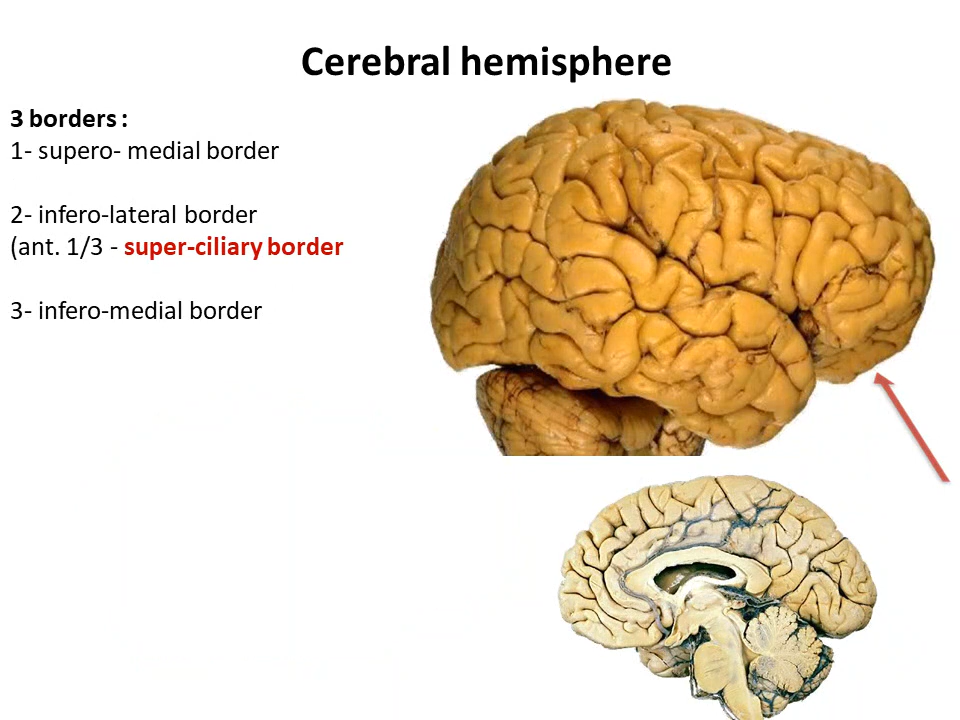 Cerebral hemisphere
3 borders :
1- supero- medial border
2- infero-lateral border
(ant. 1/3 - super-ciliary border
3- infero-medial border